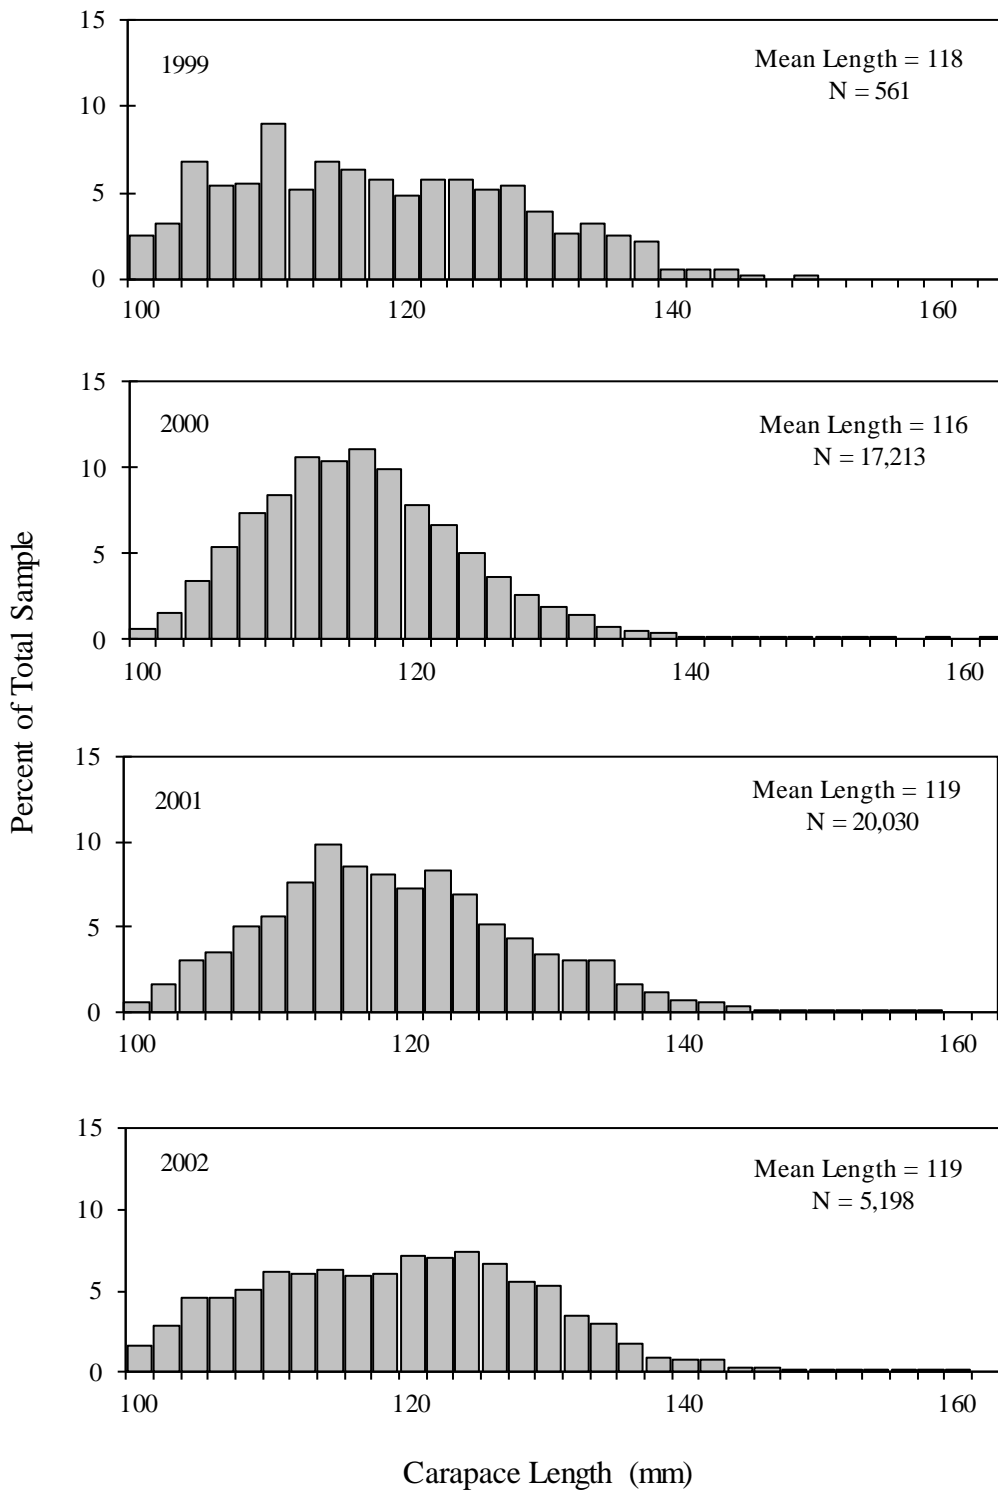 15
1999
Mean Length = 118
N = 561
10
5
0
100 120 140 160
15
2000
Mean Length = 116
N = 17,213
10
5
0
100 120 140 160
Percent of Total Sample
15
2001
Mean Length = 119
N = 20,030
10
5
0
100 120 140 160
15
2002
Mean Length = 119
N = 5,198
10
5
0
100 120 140 160
Carapace Length (mm)